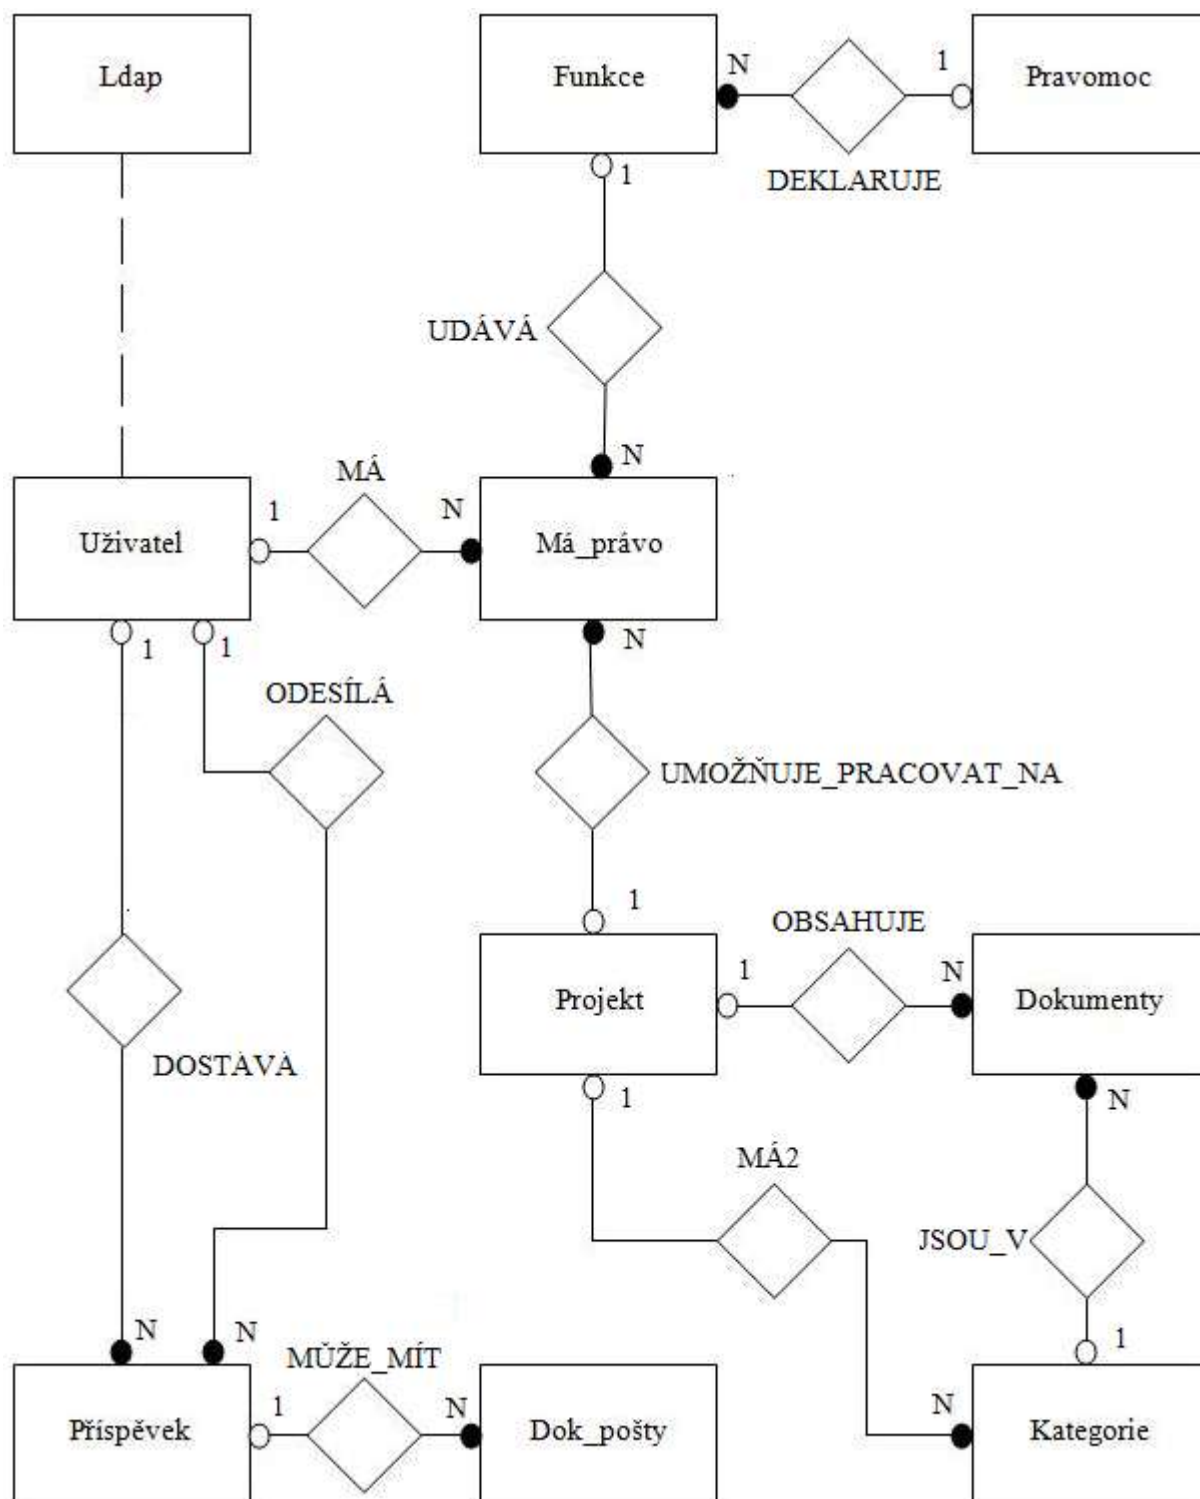 Ldap
Funkce
N
1
Pravomoc
1
DEKLARUJE
UDÁVÁ
N
MÁ
1
N
Uživatel
Má_právo
1
1
N
ODESÍLÁ
UMOŽŇUJE_PRACOVAT_NA
1
OBSAHUJE
1
N
Projekt
Dokumenty
DOSTÁVÁ
1
N
MÁ2
JSOU_V
N
N
1
MŮŽE_MÍT
1
N
N
Příspěvek
Dok_pošty
Kategorie